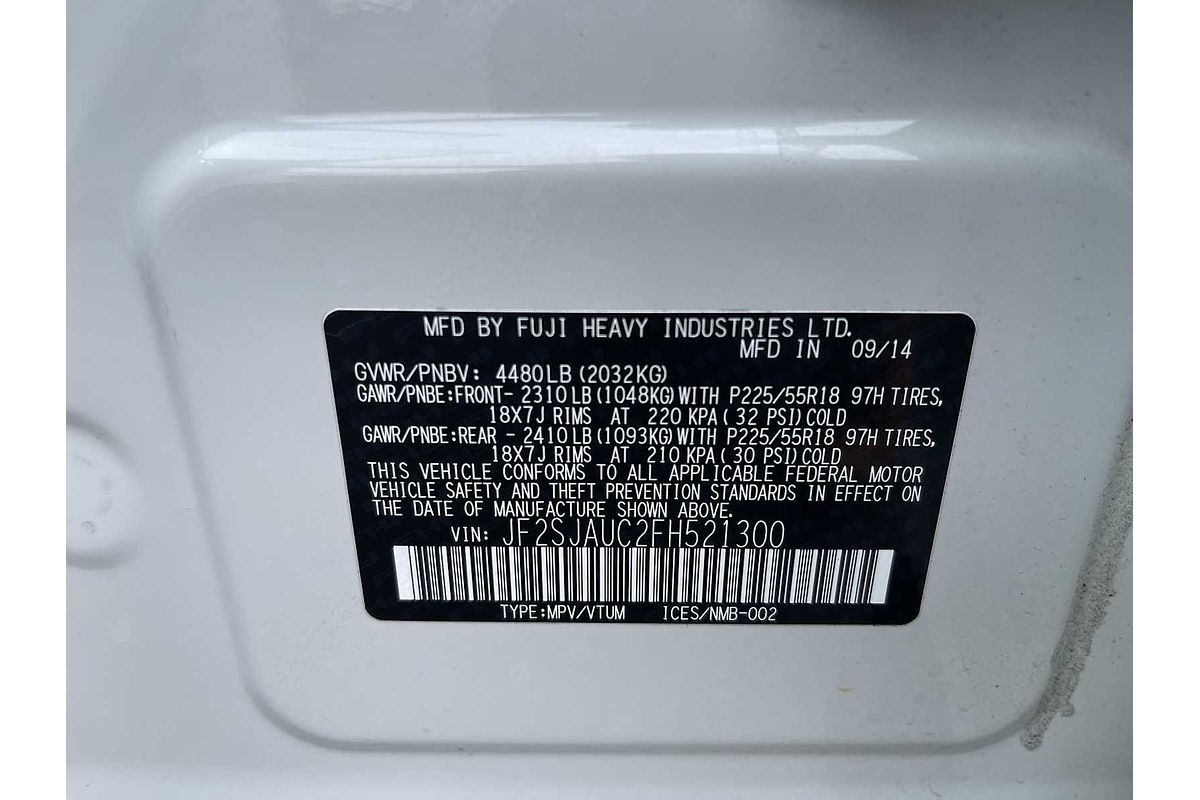 MFD BY FUJI HEAVY INDUSTRIES LTD.
MFD IN 09/14
GVWR/PNBV: 4480LB (2032KG)
GAWR/PNBE:FRONT- 2310LB (1048KG) WITH P225/55R18 97H TIRES,
18X7J RIMS AT 220 KPA (32 PSI) COLD
GAWR/PNBE:REAR - 2410LB (1093KG) WITH P225/55R18 97H TIRES,
18X7J RIMS AT 210 KPA (30 PSI) COLD
THIS VEHICLE CONFORMS TO ALL APPLICABLE FEDERAL MOTOR
VEHICLE SAFETY AND THEFT PREVENTION STANDARDS IN EFFECT ON
THE DATE OF MANUFACTURE SHOWN ABOVE.
VIN: JF2SJAUC2FH521300
TYPE:MPV/VTUM ICES/NMB-002